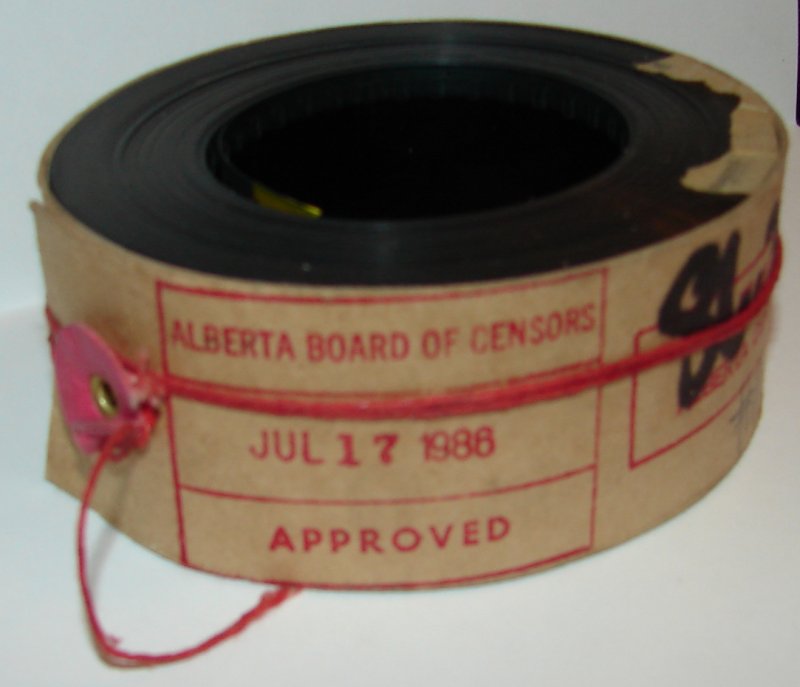 ALBERTA BOARD OF CENSORS
JUL 17 1986
APPROVED